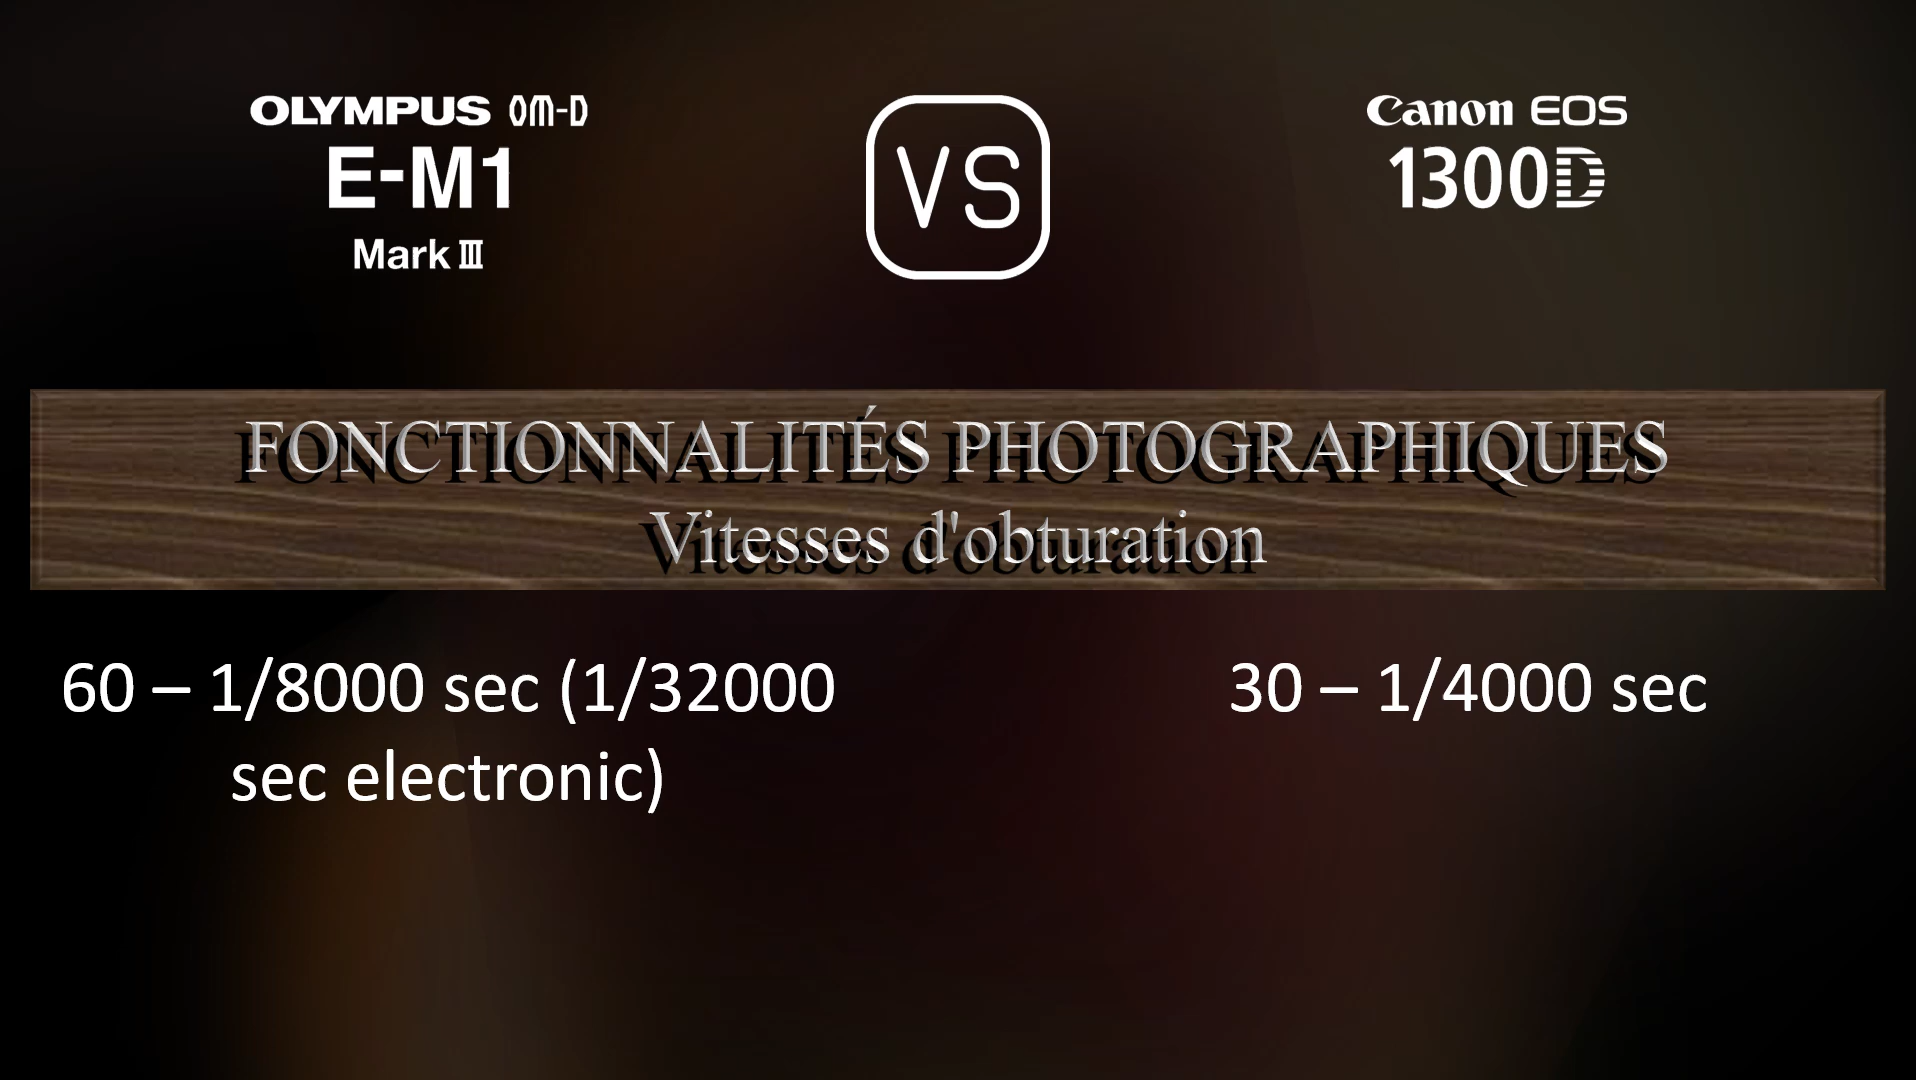 OLYMPUS OM-D
E-M1
Mark III
VS
Canon EOS
1300D
FONCTIONNALITÉS PHOTOGRAPHIQUES
Vitesses d'obturation
60 – 1/8000 sec (1/32000
sec electronic)
30 – 1/4000 sec